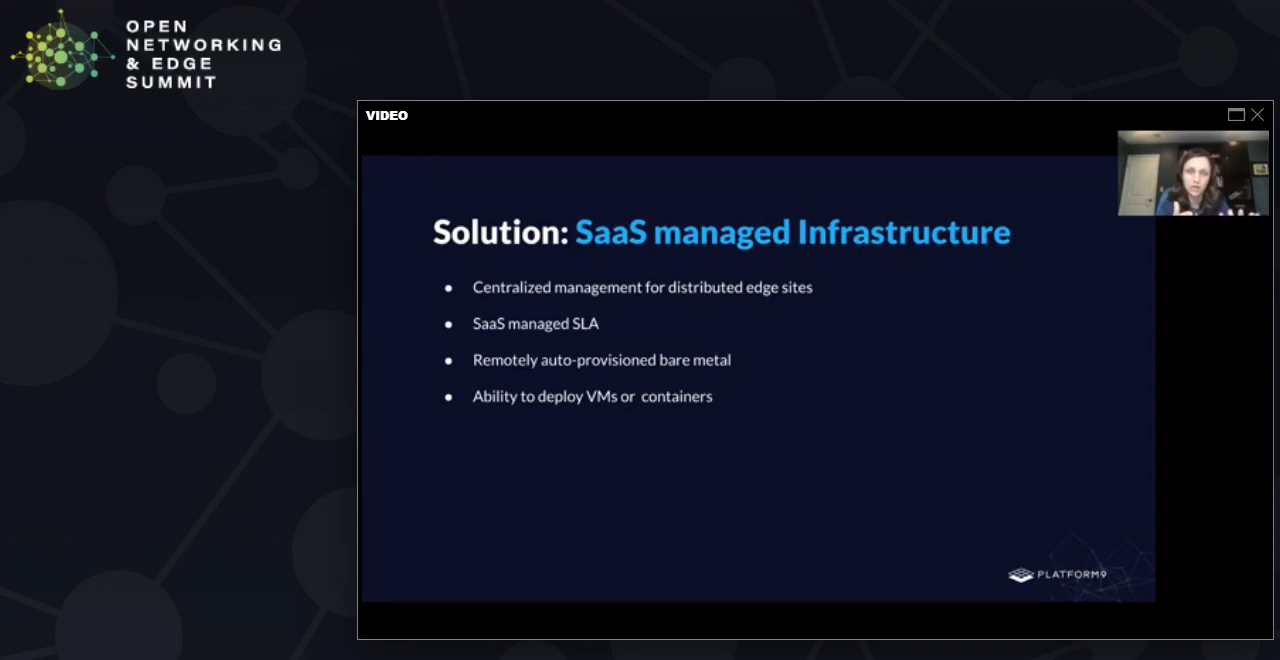 OPEN
NETWORKING
& EDGE
SUMMIT
VIDEO
Solution: SaaS managed Infrastructure
● Centralized management for distributed edge sites
● SaaS managed SLA
● Remotely auto-provisioned bare metal
● Ability to deploy VMs or containers
PLATFORM9